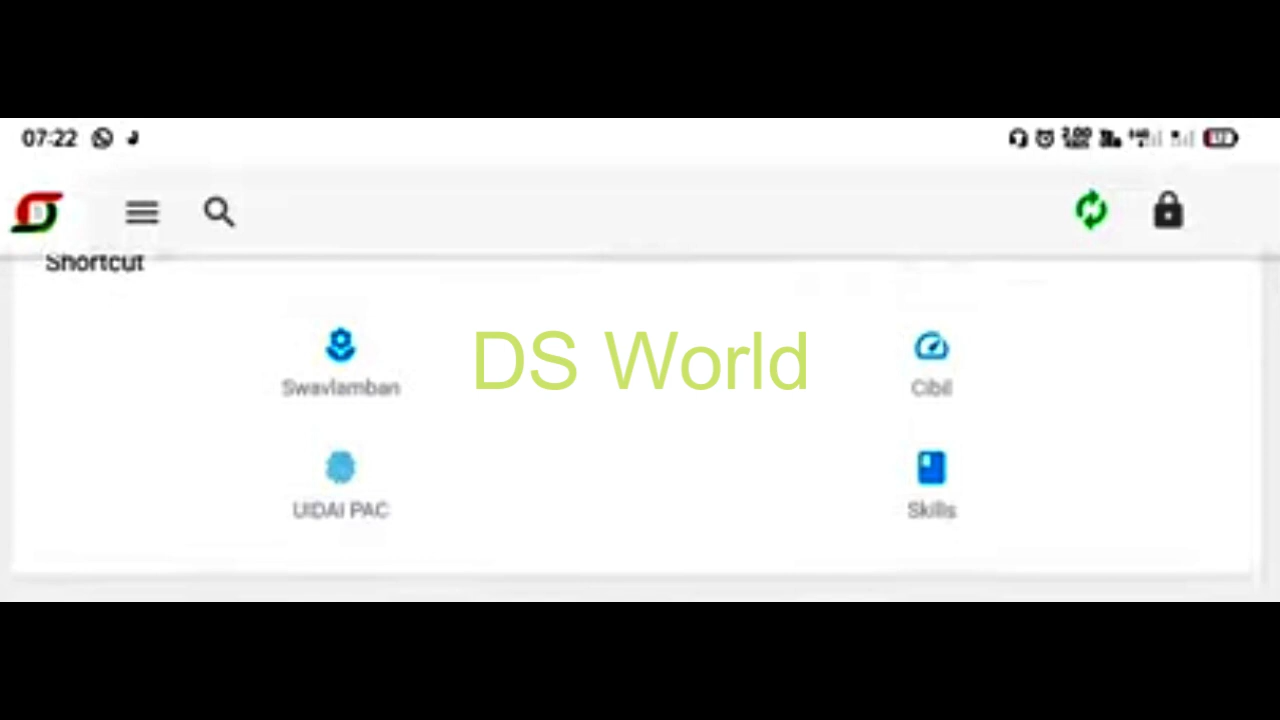 07:22
Shortcut
DS World
Swavlamban
Cibil
UIDAI PAC
Skills